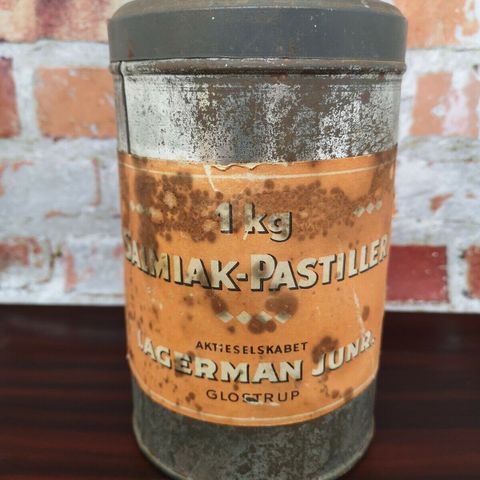 1 kg
SALMIAK-PASTILLER
AKTIESELSKABET
LAGERMAN JUNR.
GLOSTRUP